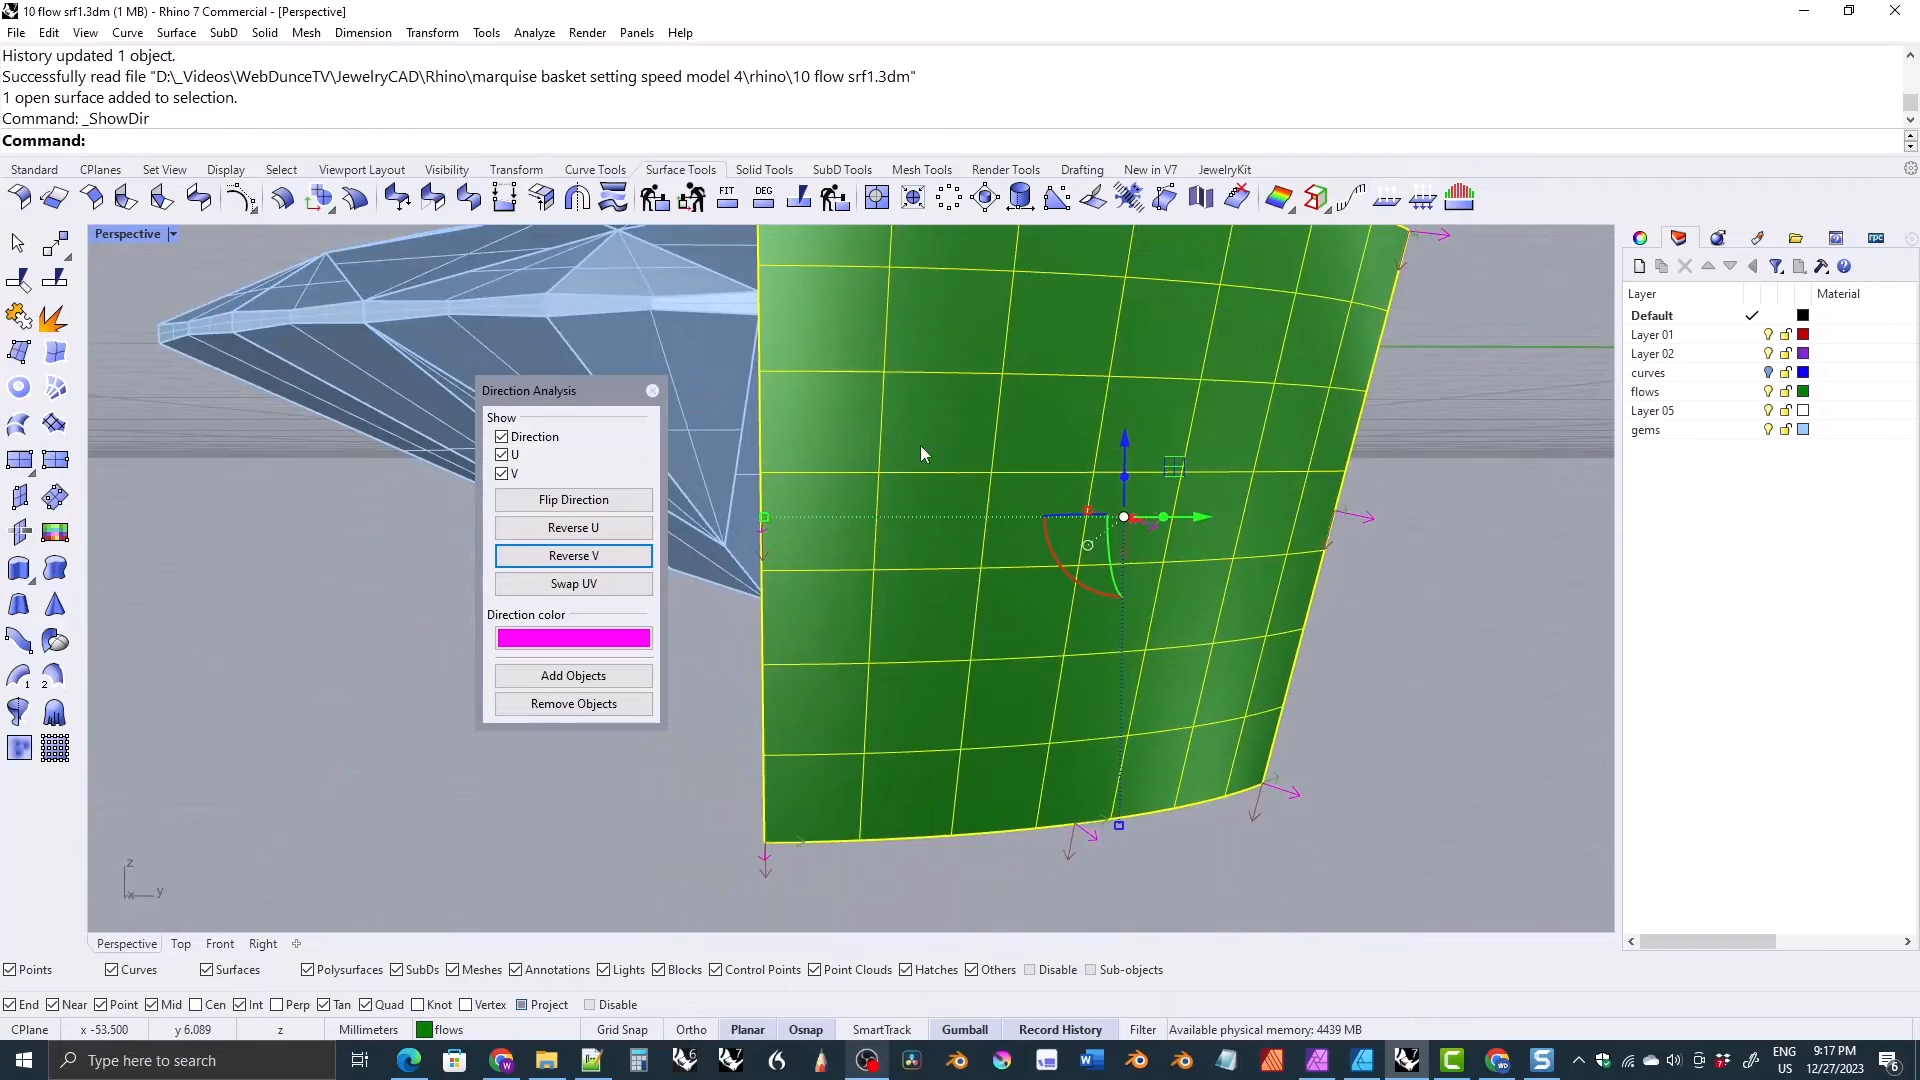 10 flow srf1.3dm (1 MB) - Rhino 7 Commercial - [Perspective]
File Edit View Curve Surface SubD Solid Mesh Dimension Transform Tools Analyze Render Panels Help
History updated 1 object.
Successfully read file "D:\_Videos\WebDunceTV\JewelryCAD\Rhino\marquise basket setting speed model 4\rhino\10 flow srf1.3dm"
1 open surface added to selection.
Command: _ShowDir
Command:
Standard CPlanes Set View Display Select Viewport Layout Visibility Transform Curve Tools Surface Tools Solid Tools SubD Tools Mesh Tools Render Tools Drafting New in V7 JewelryKit
FIT DEG
Perspective
rpc
Layer Material
Default
Layer 01
Layer 02
curves
flows
Layer 05
gems
Direction Analysis
Show
Direction
U
V
Flip Direction
Reverse U
Reverse V
Swap UV
Direction color
Add Objects
Remove Objects
1 2
z
x y
Perspective Top Front Right
Points Curves Surfaces Polysurfaces SubDs Meshes Annotations Lights Blocks Control Points Point Clouds Hatches Others Disable Sub-objects
End Near Point Mid Cen Int Perp Tan Quad Knot Vertex Project Disable
CPlane x -53.500 y 6.089 z Millimeters flows Grid Snap Ortho Planar Osnap SmartTrack Gumball Record History Filter Available physical memory: 4439 MB
Type here to search
ENG 9:17 PM
US 12/27/2023 6